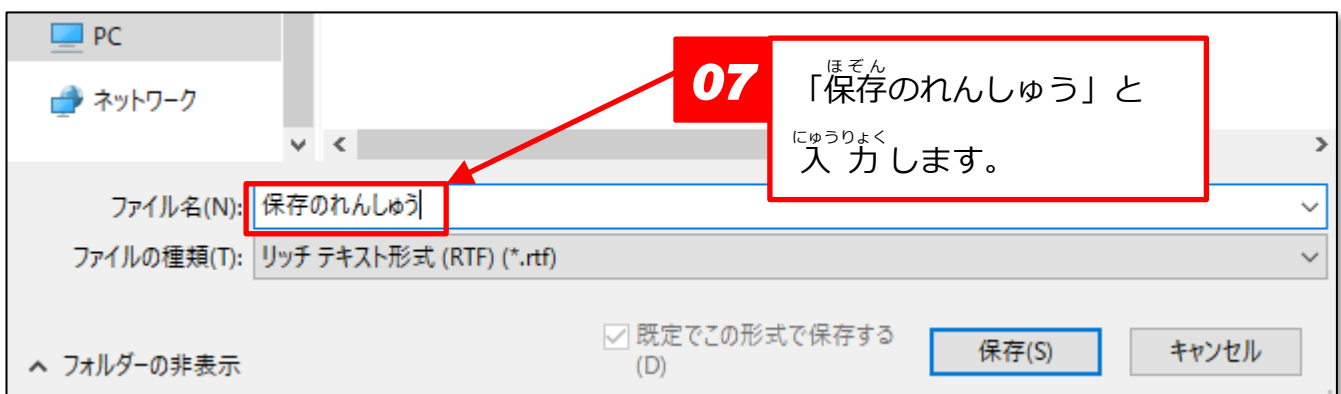 PC
ネットワーク
07
ほぞん
「保存のれんしゅう」と
にゅうりょく
入力します。
ファイル名(N): 保存のれんしゅう
ファイルの種類(T): リッチ テキスト形式 (RTF) (*.rtf)
既定でこの形式で保存する
(D)
保存(S)
キャンセル
フォルダーの非表示